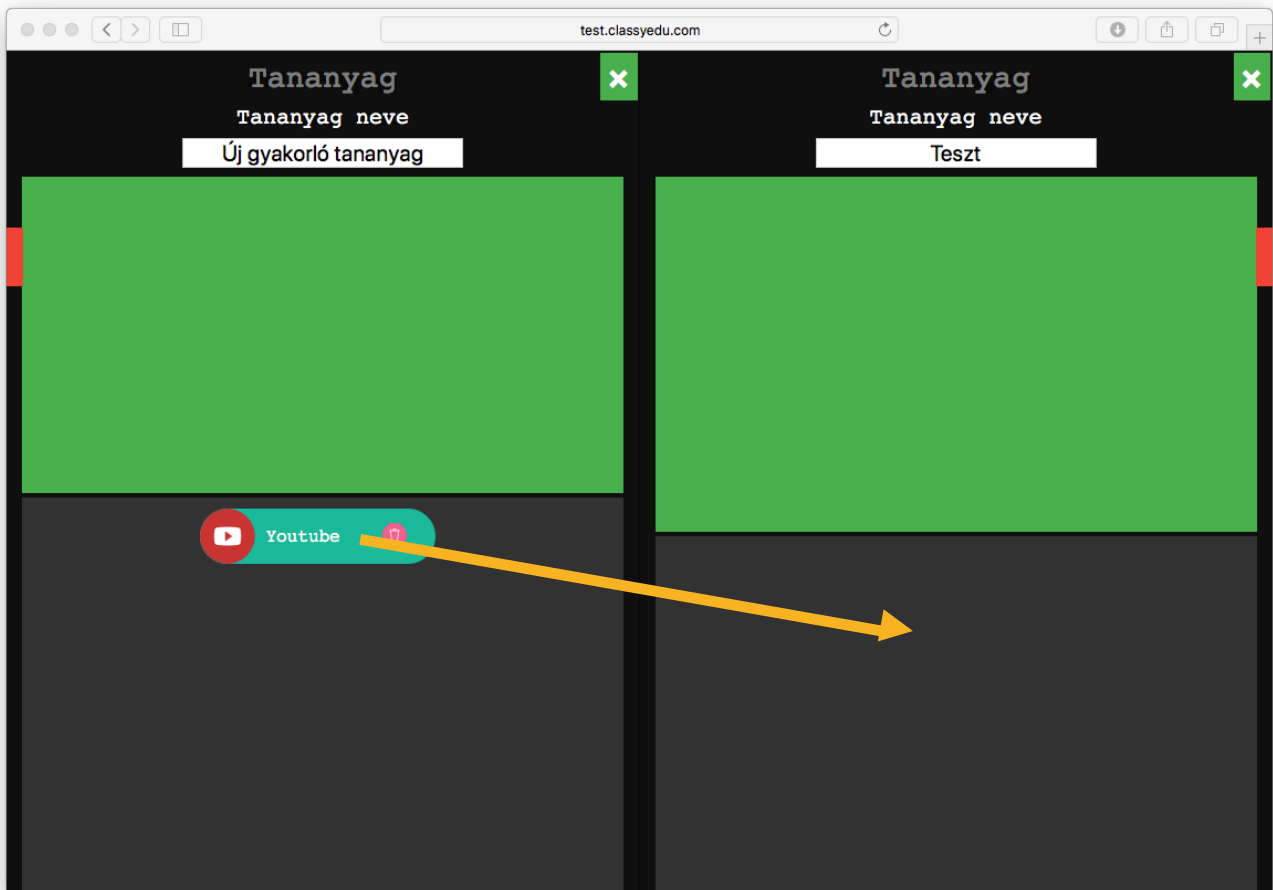 test.classyedu.com
Tananyag
Tananyag neve
Új gyakorló tananyag
Youtube
Tananyag
Tananyag neve
Teszt